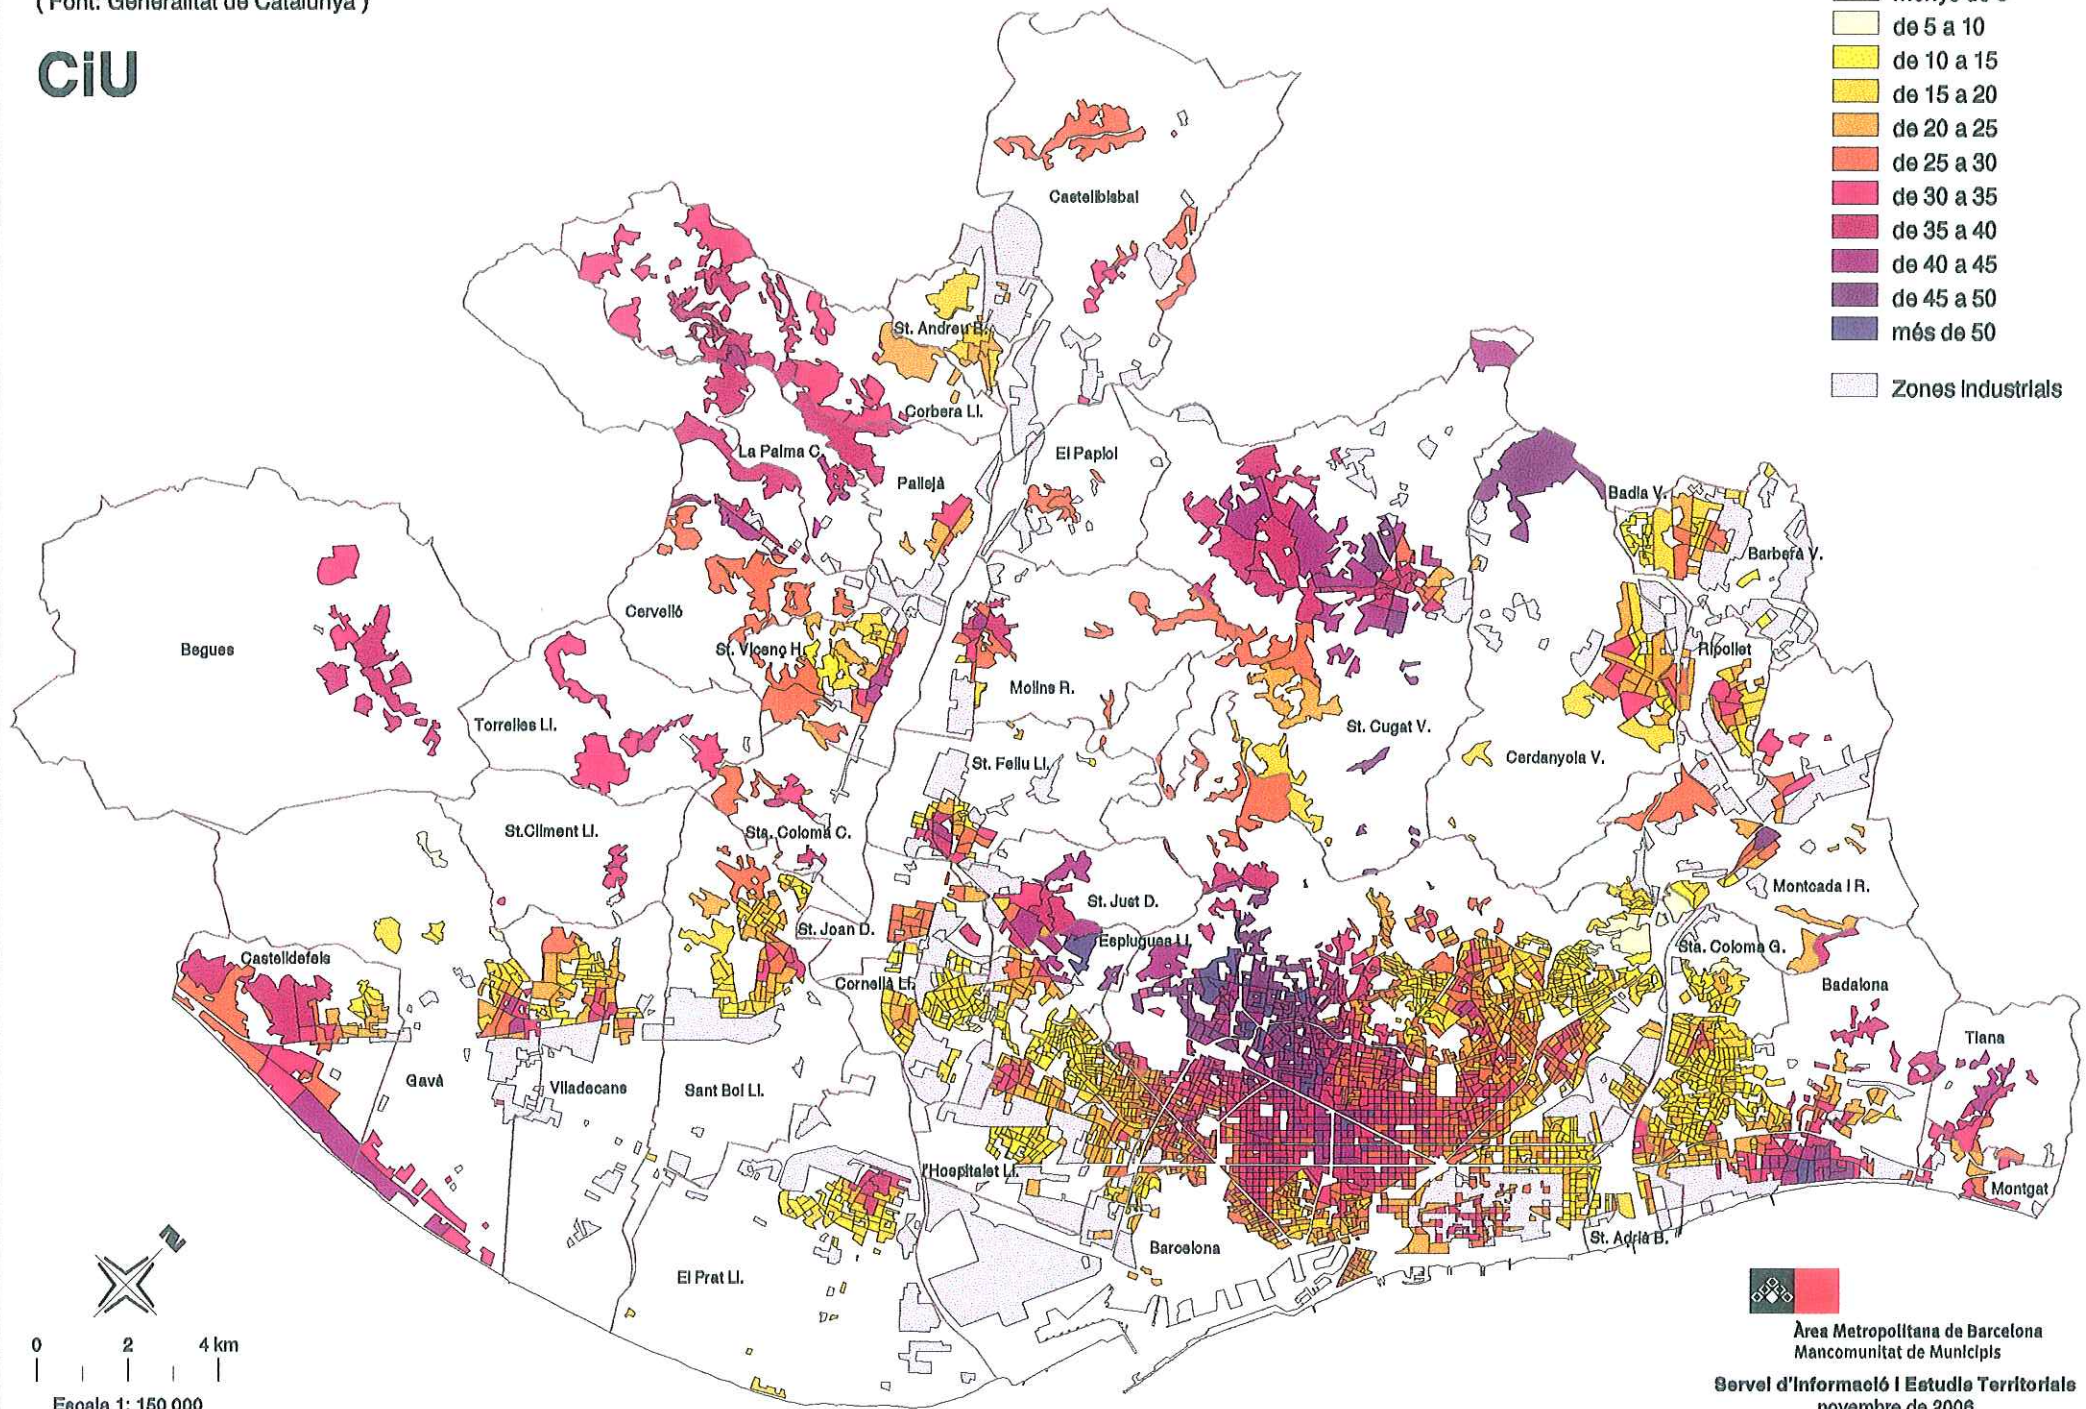 ( Font: Generalitat de Catalunya )
CiU
de 5 a 10
de 10 a 15
de 15 a 20
de 20 a 25
de 25 a 30
de 30 a 35
de 35 a 40
de 40 a 45
de 45 a 50
més de 50
Zones Industrials
Castellbisbal
St. Andreu B.
Corbera Ll.
La Palma C.
El Papiol
Pallejà
Badia V.
Barberà V.
Cervelló
Begues
St. Vicenç H.
Ripollet
Molins R.
Torrelles Ll.
St. Cugat V.
Cerdanyola V.
St. Feliu Ll.
St.Climent Ll.
Sta. Coloma C.
Montcada I R.
St. Just D.
St. Joan D.
Esplugues Ll.
Sta. Coloma G.
Castelldefels
Cornellà Ll.
Badalona
Tiana
Gavà
Viladecans
Sant Boi Ll.
l'Hospitalet Ll.
Montgat
Barcelona
St. Adrià B.
El Prat Ll.
N
0 2 4 km
Escala 1: 150.000
Àrea Metropolitana de Barcelona
Mancomunitat de Municipis
Servei d'Informació i Estudis Territorials
novembre de 2006